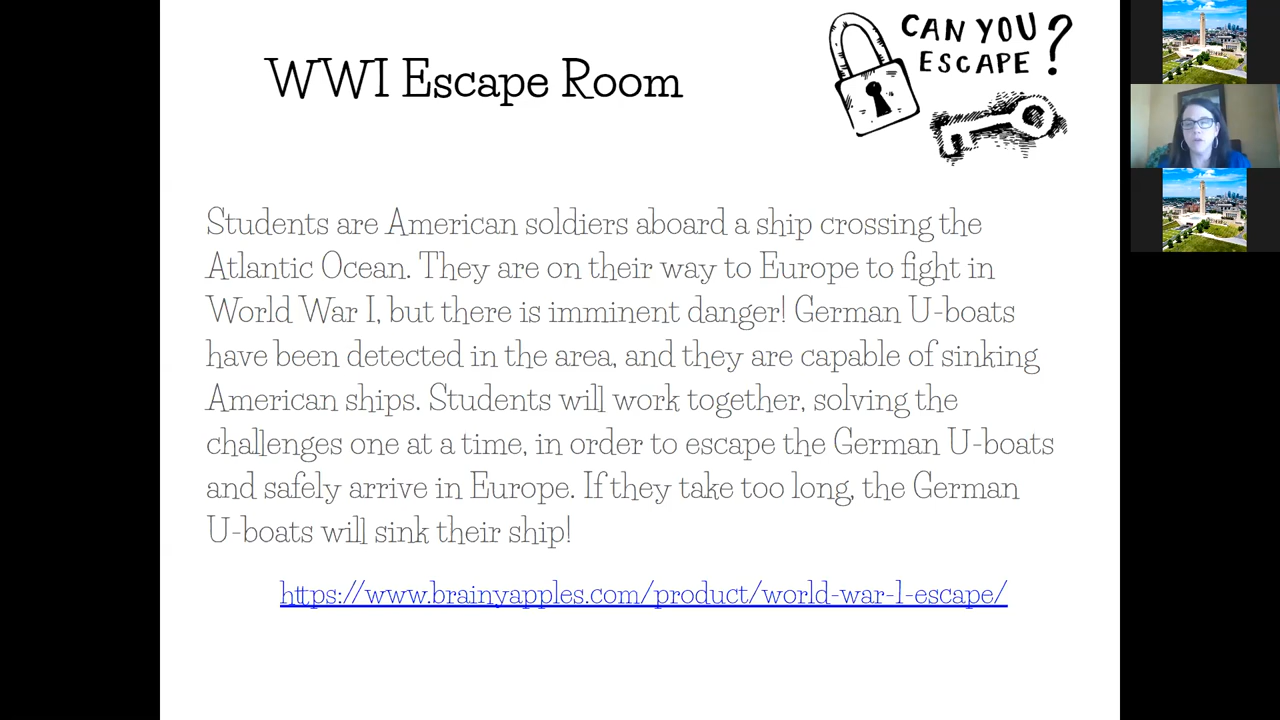 WWI Escape Room
CAN YOU
ESCAPE ?
Students are American soldiers aboard a ship crossing the
Atlantic Ocean. They are on their way to Europe to fight in
World War I, but there is imminent danger! German U-boats
have been detected in the area, and they are capable of sinking
American ships. Students will work together, solving the
challenges one at a time, in order to escape the German U-boats
and safely arrive in Europe. If they take too long, the German
U-boats will sink their ship!
https://www.brainyapples.com/product/world-war-1-escape/